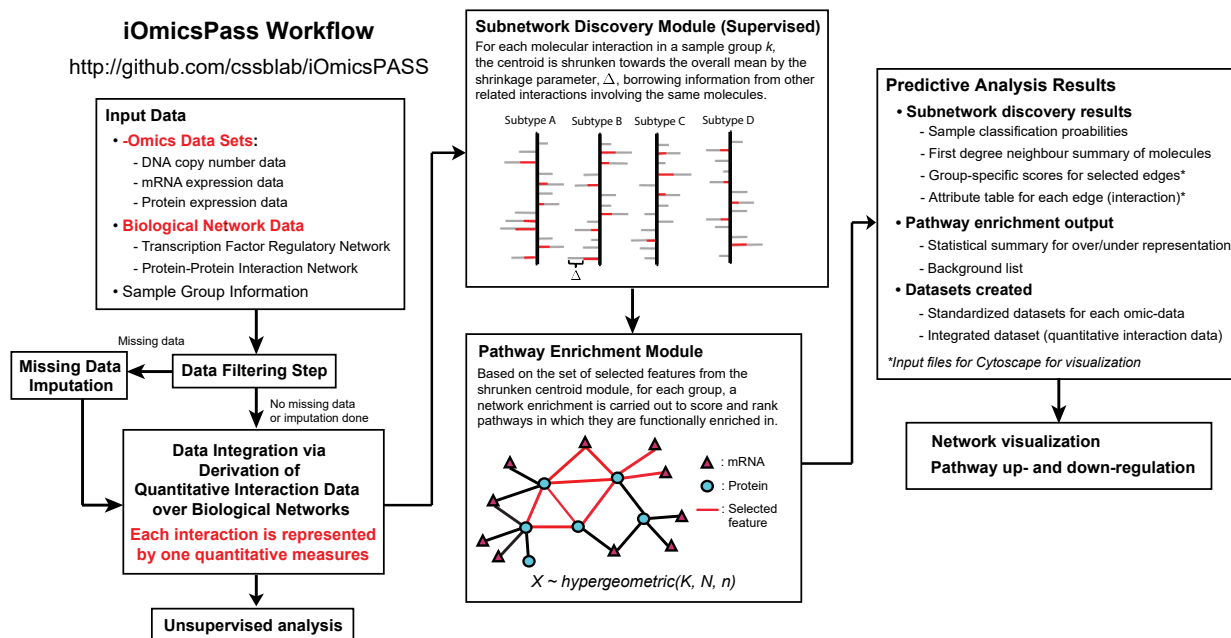 iOmicsPass Workflow
http://github.com/cssblab/iOmicsPASS
Input Data
• -Omics Data Sets:
- DNA copy number data
- mRNA expression data
- Protein expression data
• Biological Network Data
- Transcription Factor Regulatory Network
- Protein-Protein Interaction Network
• Sample Group Information
Missing data
Missing Data
Imputation
Data Filtering Step
No missing data
or imputation done
Data Integration via
Derivation of
Quantitative Interaction Data
over Biological Networks
Each interaction is represented
by one quantitative measures
Unsupervised analysis
Subnetwork Discovery Module (Supervised)
For each molecular interaction in a sample group k,
the centroid is shrunken towards the overall mean by the
shrinkage parameter, Δ, borrowing information from other
related interactions involving the same molecules.
Subtype A
Subtype B
Subtype C
Subtype D
Δ
Pathway Enrichment Module
Based on the set of selected features from the
shrunken centroid module, for each group, a
network enrichment is carried out to score and rank
pathways in which they are functionally enriched in.
: mRNA
: Protein
: Selected
feature
X ~ hypergeometric(K, N, n)
Predictive Analysis Results
• Subnetwork discovery results
- Sample classification proabilities
- First degree neighbour summary of molecules
- Group-specific scores for selected edges*
- Attribute table for each edge (interaction)*
• Pathway enrichment output
- Statistical summary for over/under representation
- Background list
• Datasets created
- Standardized datasets for each omic-data
- Integrated dataset (quantitative interaction data)
*Input files for Cytoscape for visualization
Network visualization
Pathway up- and down-regulation